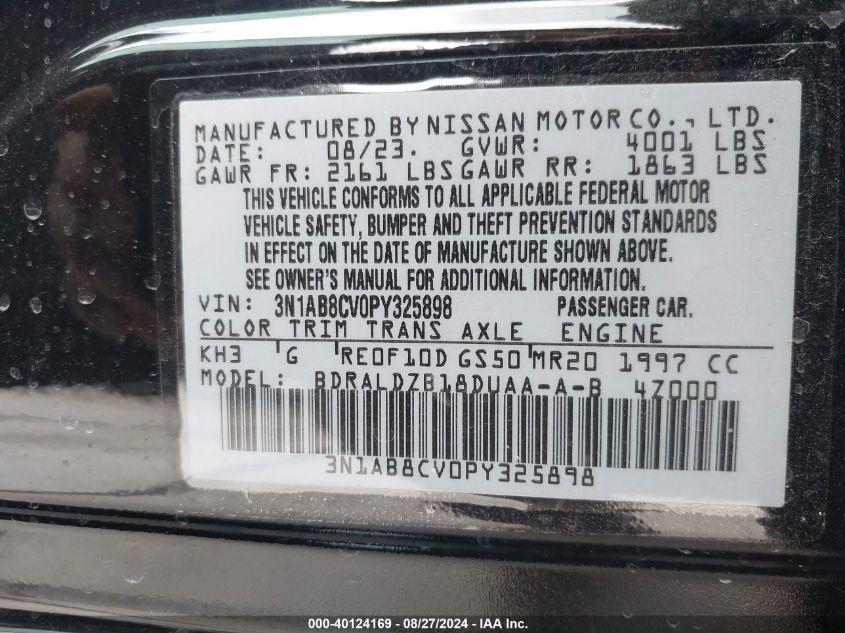 MANUFACTURED BY NISSAN MOTOR CO., LTD.
DATE: 08/23. GVWR: 4001 LBS
GAWR FR: 2161 LBS GAWR RR: 1863 LBS
THIS VEHICLE CONFORMS TO ALL APPLICABLE FEDERAL MOTOR
VEHICLE SAFETY, BUMPER AND THEFT PREVENTION STANDARDS
IN EFFECT ON THE DATE OF MANUFACTURE SHOWN ABOVE.
SEE OWNER'S MANUAL FOR ADDITIONAL INFORMATION.
VIN: 3N1AB8CV0PY325898 PASSENGER CAR.
COLOR TRIM TRANS AXLE ENGINE
KH3 G RE0F10D GS50 MR20 1997 CC
MODEL: BDRALDZB18DUAA-A-B 4Z000
3N1AB8CV0PY325898
000-40124169 - 08/27/2024 - IAA Inc.